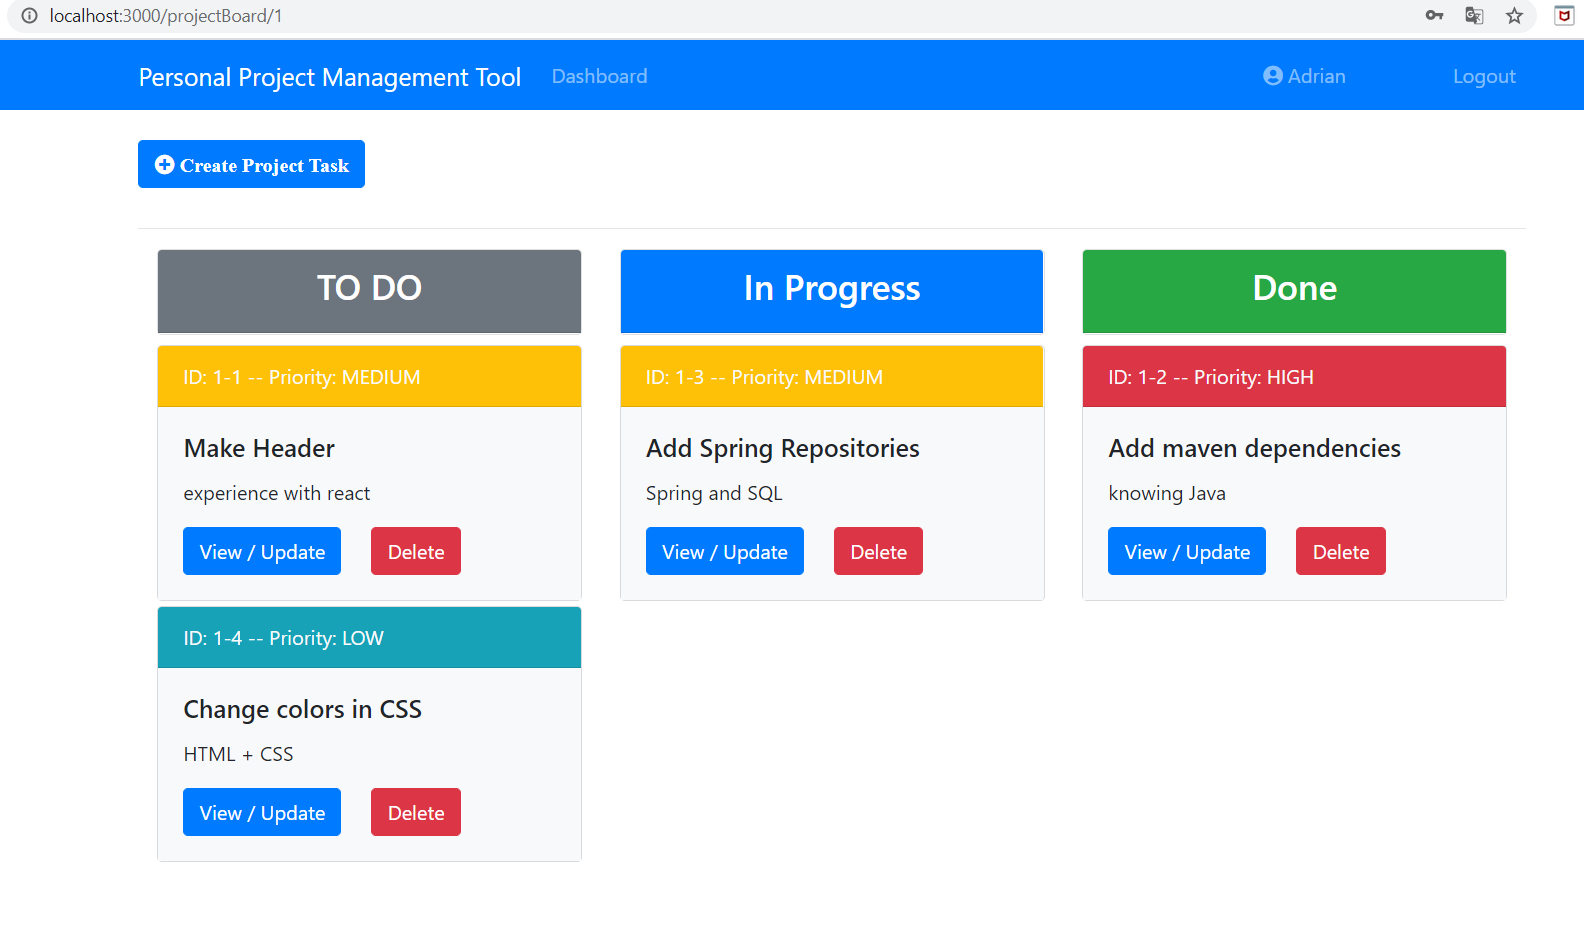 localhost:3000/projectBoard/1
Personal Project Management Tool Dashboard Adrian Logout
Create Project Task
TO DO
ID: 1-1 -- Priority: MEDIUM
Make Header
experience with react
View / Update Delete
ID: 1-4 -- Priority: LOW
Change colors in CSS
HTML + CSS
View / Update Delete
In Progress
ID: 1-3 -- Priority: MEDIUM
Add Spring Repositories
Spring and SQL
View / Update Delete
Done
ID: 1-2 -- Priority: HIGH
Add maven dependencies
knowing Java
View / Update Delete